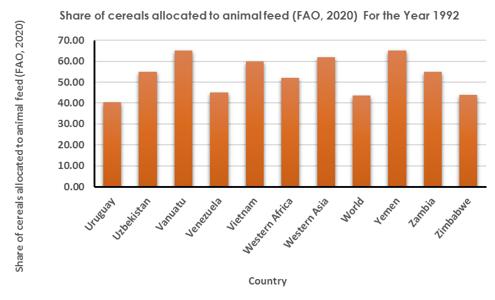 Share of cereals allocated to animal feed (FAO, 2020) For the Year 1992
Share of cereals allocated to animal feed (FAO, 2020)
70.00
60.00
50.00
40.00
30.00
20.00
10.00
0.00
Uruguay
Uzbekistan
Vanuatu
Venezuela
Vietnam
Western Africa
Western Asia
World
Yemen
Zambia
Zimbabwe
Country